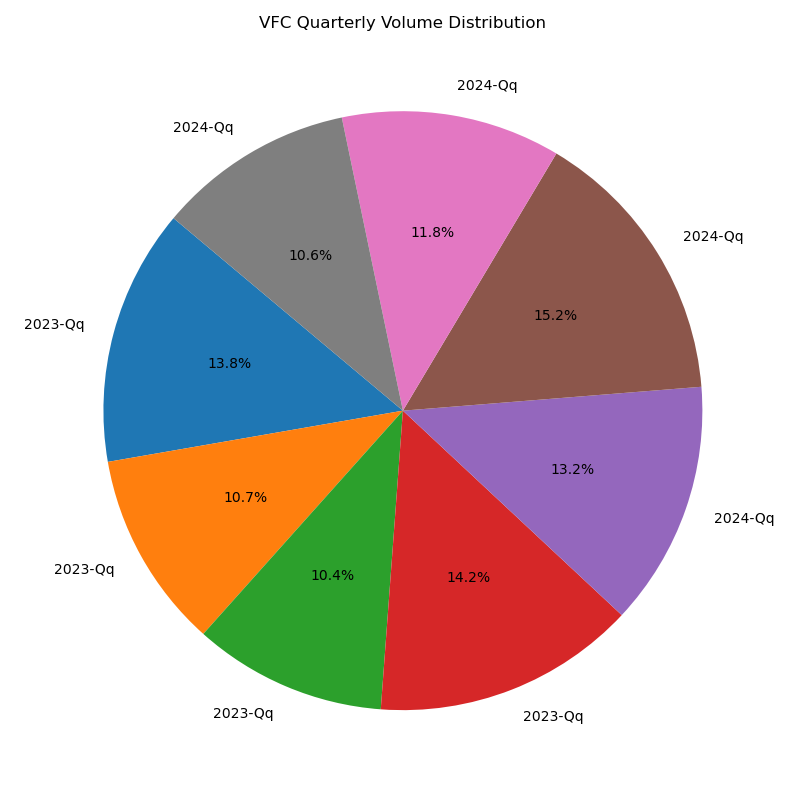 VFC Quarterly Volume Distribution
2024-Qq
2024-Qq
11.8%
2024-Qq
10.6%
15.2%
2023-Qq
13.8%
13.2%
10.7%
2024-Qq
2023-Qq
10.4%
14.2%
2023-Qq
2023-Qq